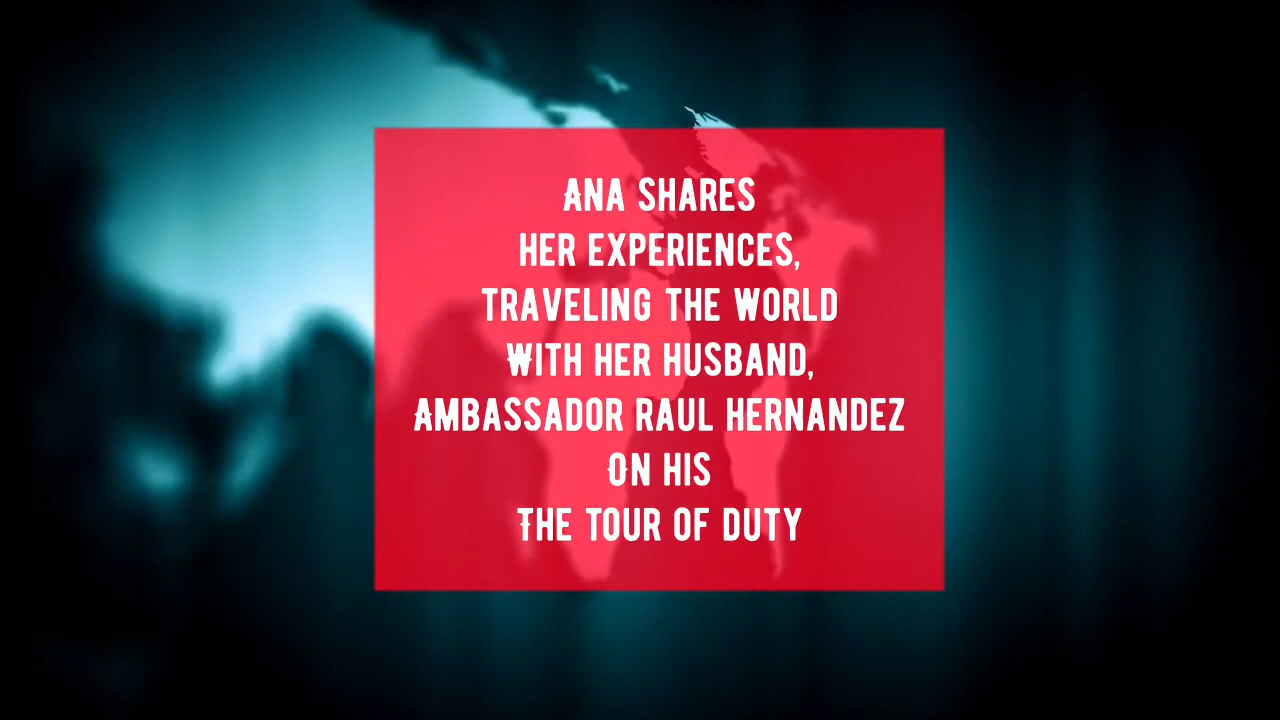 Ana shares
her experiences,
traveling the world
With her husband,
Ambassador Raul Hernandez
On his
The tour of duty